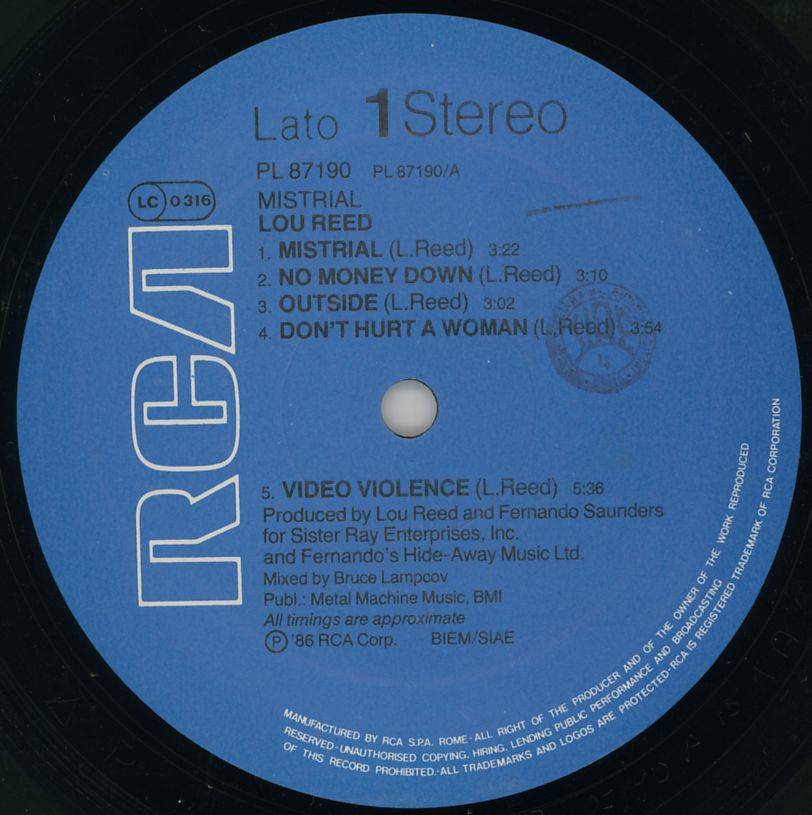 Lato 1 Stereo
PL 87190 PL 87190/A
LC 0316
MISTRIAL
LOU REED
1. MISTRIAL (L.Reed) 3:22
2. NO MONEY DOWN (L.Reed) 3:10
3. OUTSIDE (L.Reed) 3:02
4. DON'T HURT A WOMAN (L.Reed) 3:54
RCA
5. VIDEO VIOLENCE (L.Reed) 5:36
Produced by Lou Reed and Fernando Saunders
for Sister Ray Enterprises, Inc.
and Fernando's Hide-Away Music Ltd.
Mixed by Bruce Lampcov
Publ.: Metal Machine Music, BMI
All timings are approximate
Ⓟ '86 RCA Corp. BIEM/SIAE
MANUFACTURED BY RCA S.P.A. ROME-ALL RIGHT OF THE PRODUCER AND OF THE OWNER OF THE WORK REPRODUCED
RESERVED-UNAUTHORISED COPYING, HIRING, LENDING PUBLIC PERFORMANCE AND BROADCASTING
OF THIS RECORD PROHIBITED.-ALL TRADEMARKS AND LOGOS ARE PROTECTED-RCA IS REGISTERED TRADEMARK OF RCA CORPORATION